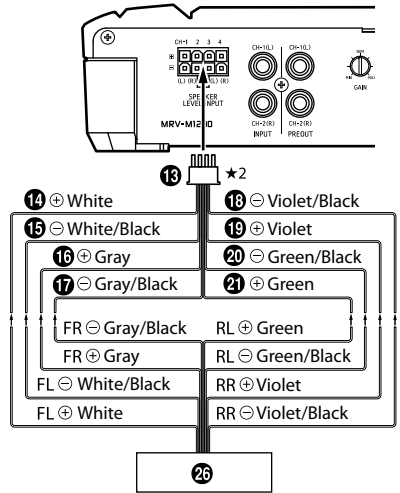 CH-1 2 3 4
⊕
⊖
(L) (R) (L) (R)
SPEAKER
LEVEL INPUT
MRV-M1200
CH-1(L) CH-1(L)
CH-2(R) CH-2(R)
INPUT PREOUT
MIN MAX
GAIN
13 ★2
14 ⊕ White
15 ⊖ White/Black
16 ⊕ Gray
17 ⊖ Gray/Black
18 ⊖ Violet/Black
19 ⊕ Violet
20 ⊖ Green/Black
21 ⊕ Green
FR ⊖ Gray/Black
FR ⊕ Gray
FL ⊖ White/Black
FL ⊕ White
RL ⊕ Green
RL ⊖ Green/Black
RR ⊕ Violet
RR ⊖ Violet/Black
26